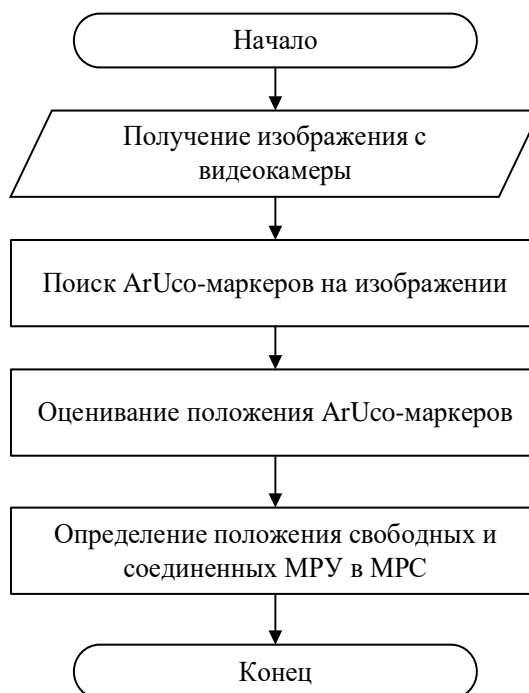 Начало
Получение изображения с
видеокамеры
Поиск ArUco-маркеров на изображении
Оценивание положения ArUco-маркеров
Определение положения свободных и
соединенных МРУ в МРС
Конец